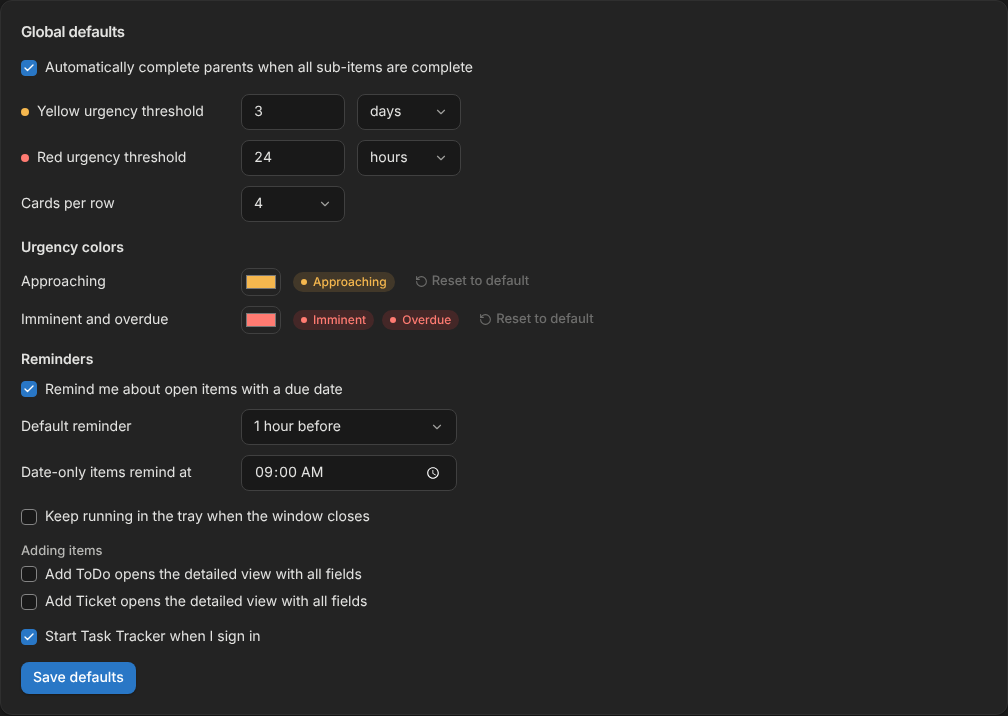 Global defaults
Automatically complete parents when all sub-items are complete
Yellow urgency threshold 3 days
Red urgency threshold 24 hours
Cards per row 4
Urgency colors
Approaching Approaching Reset to default
Imminent and overdue Imminent Overdue Reset to default
Reminders
Remind me about open items with a due date
Default reminder 1 hour before
Date-only items remind at 09:00 AM
Keep running in the tray when the window closes
Adding items
Add ToDo opens the detailed view with all fields
Add Ticket opens the detailed view with all fields
Start Task Tracker when I sign in
Save defaults